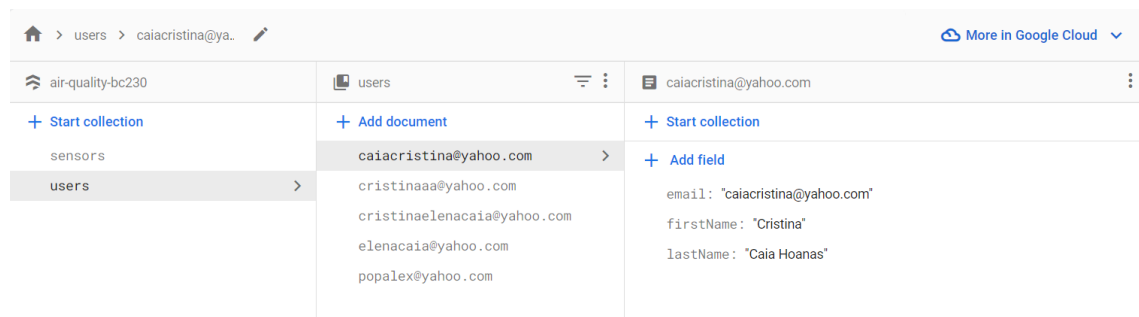 users caiacristina@ya.. More in Google Cloud
air-quality-bc230
Start collection
sensors
users
users
Add document
caiacristina@yahoo.com
cristinaaa@yahoo.com
cristinaelenacaia@yahoo.com
elenacaia@yahoo.com
popalex@yahoo.com
caiacristina@yahoo.com
Start collection
Add field
email: "caiacristina@yahoo.com"
firstName: "Cristina"
lastName: "Caia Hoanas"